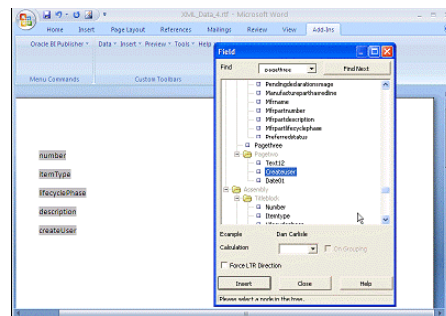 XML_Data_4.rtf - Microsoft Word
Home Insert Page Layout References Mailings Review View Add-Ins
Oracle BI Publisher Data Insert Preview Tools Help
Menu Commands Custom Toolbars
Field
Find pagethree Find Next
Pendingdeclarationsnage
Manufacturparthasredline
Mfrname
Mfrpartnumber
Mfrpartdescription
Mfrpartlifecyclephase
Preferredstatus
Pagethree
Pagetwo
Text12
Createuser
Date01
Assembly
Titleblock
Number
Itemtype
number
itemType
lifecyclePhase
description
createUser
Example Dan Carlisle
Calculation On Grouping
Force LTR Direction
Insert Close Help
Please select a node in the tree.